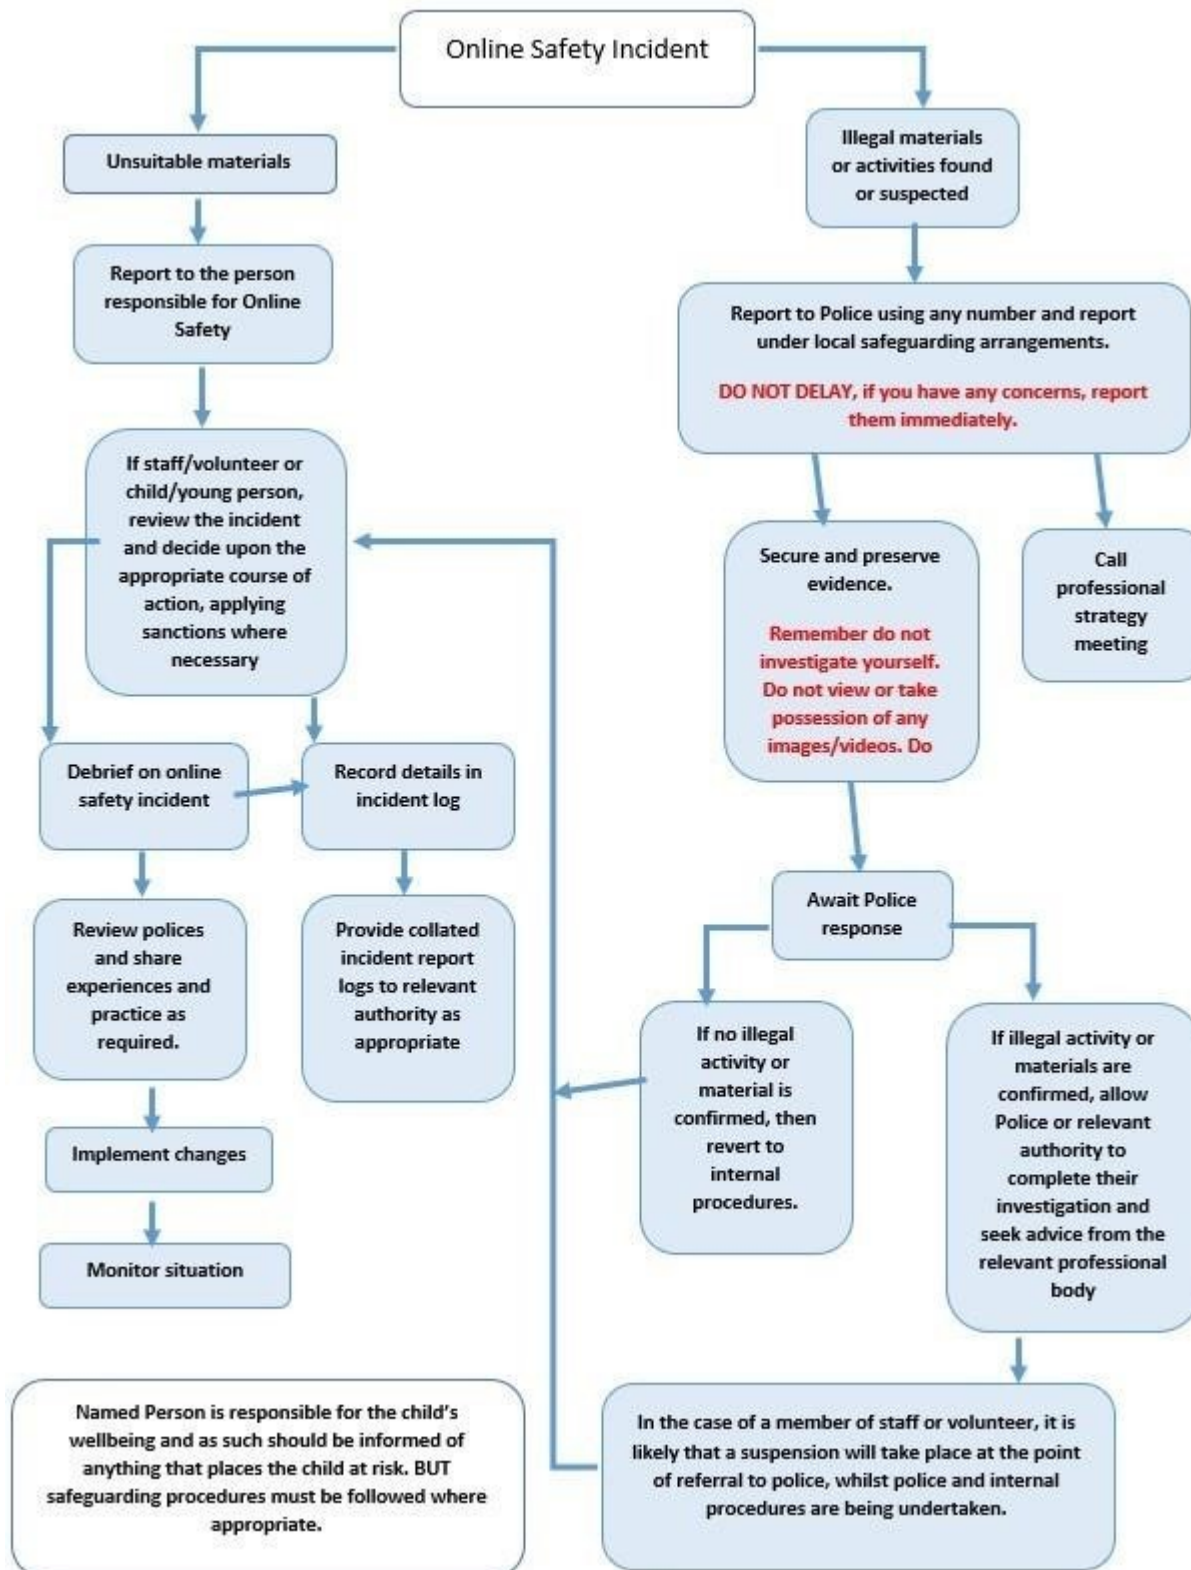 Online Safety Incident
Unsuitable materials
Report to the person
responsible for Online
Safety
If staff/volunteer or
child/young person,
review the incident
and decide upon the
appropriate course of
action, applying
sanctions where
necessary
Debrief on online
safety incident
Record details in
incident log
Review polices
and share
experiences and
practice as
required.
Provide collated
incident report
logs to relevant
authority as
appropriate
Implement changes
Monitor situation
Illegal materials
or activities found
or suspected
Report to Police using any number and report
under local safeguarding arrangements.
DO NOT DELAY, if you have any concerns, report
them immediately.
Secure and preserve
evidence.
Remember do not
investigate yourself.
Do not view or take
possession of any
images/videos. Do
Call
professional
strategy
meeting
Await Police
response
If no illegal
activity or
material is
confirmed, then
revert to
internal
procedures.
If illegal activity or
materials are
confirmed, allow
Police or relevant
authority to
complete their
investigation and
seek advice from the
relevant professional
body
In the case of a member of staff or volunteer, it is
likely that a suspension will take place at the point
of referral to police, whilst police and internal
procedures are being undertaken.
Named Person is responsible for the child’s
wellbeing and as such should be informed of
anything that places the child at risk. BUT
safeguarding procedures must be followed where
appropriate.